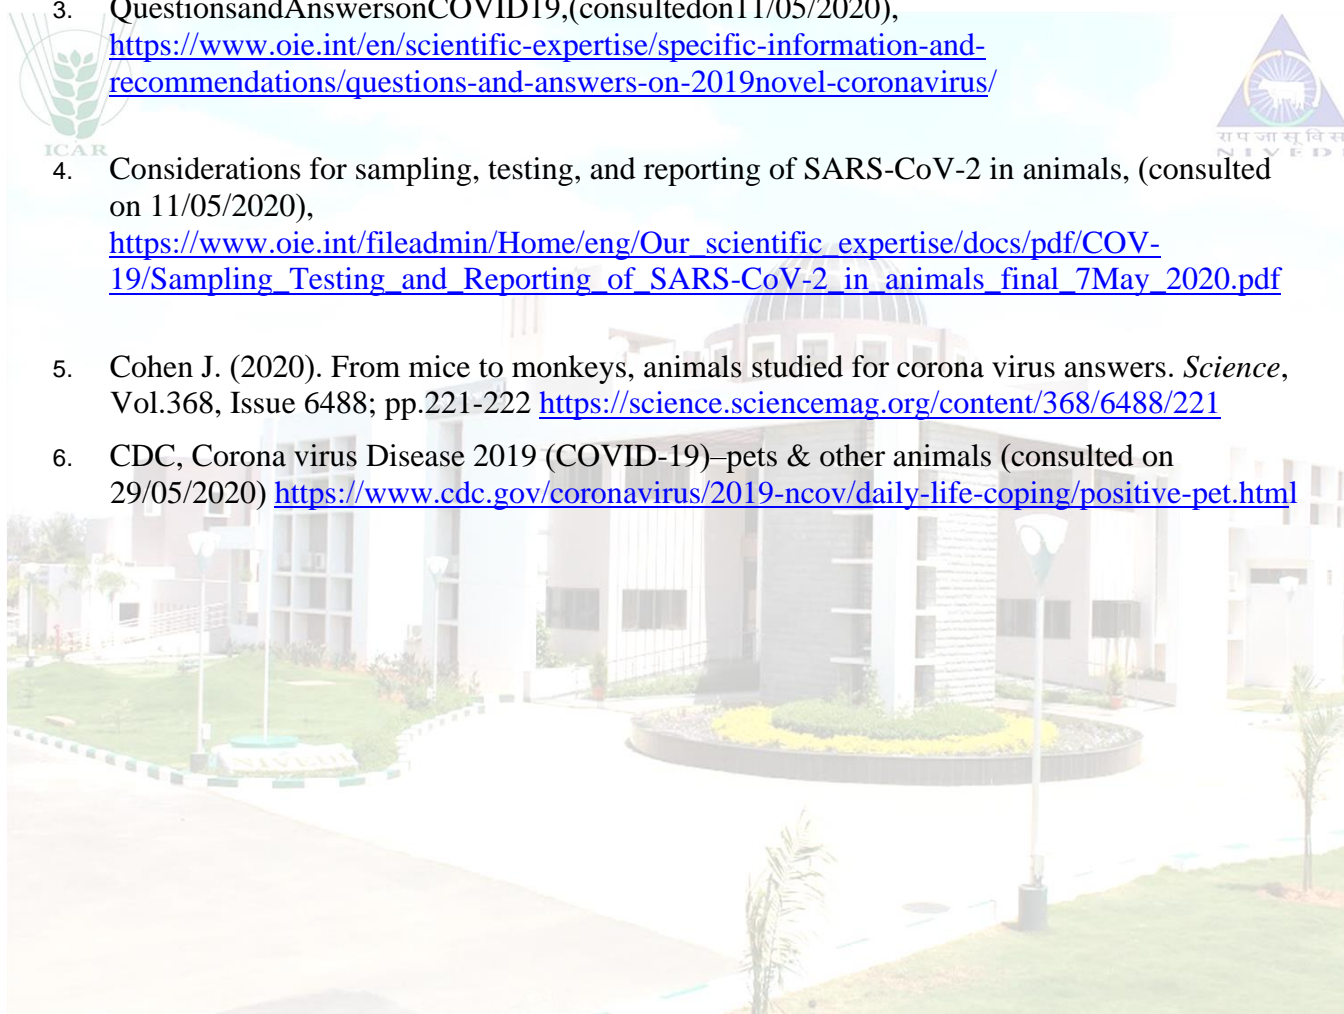 3. QuestionsandAnswersonCOVID19,(consultedon11/05/2020),
https://www.oie.int/en/scientific-expertise/specific-information-and-
recommendations/questions-and-answers-on-2019novel-coronavirus/
ICAR
रा प जा सू वि स
NIVEDI
4. Considerations for sampling, testing, and reporting of SARS-CoV-2 in animals, (consulted
on 11/05/2020),
https://www.oie.int/fileadmin/Home/eng/Our_scientific_expertise/docs/pdf/COV-
19/Sampling_Testing_and_Reporting_of_SARS-CoV-2_in_animals_final_7May_2020.pdf
5. Cohen J. (2020). From mice to monkeys, animals studied for corona virus answers. Science,
Vol.368, Issue 6488; pp.221-222 https://science.sciencemag.org/content/368/6488/221
6. CDC, Corona virus Disease 2019 (COVID-19)–pets & other animals (consulted on
29/05/2020) https://www.cdc.gov/coronavirus/2019-ncov/daily-life-coping/positive-pet.html
NIVEDI